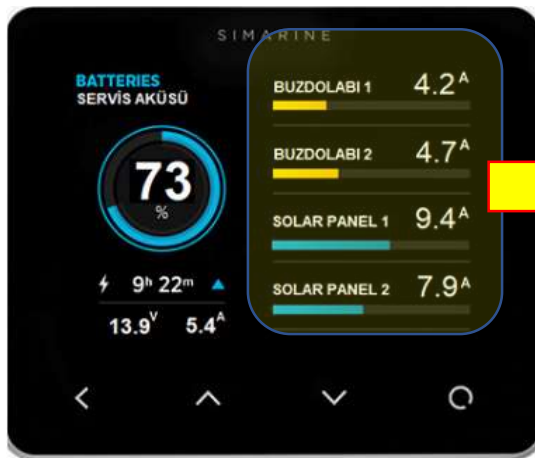 SIMARINE
BATTERIES
SERVİS AKÜSÜ
73
%
9h 22m
13.9V 5.4A
BUZDOLABI 1 4.2A
BUZDOLABI 2 4.7A
SOLAR PANEL 1 9.4A
SOLAR PANEL 2 7.9A